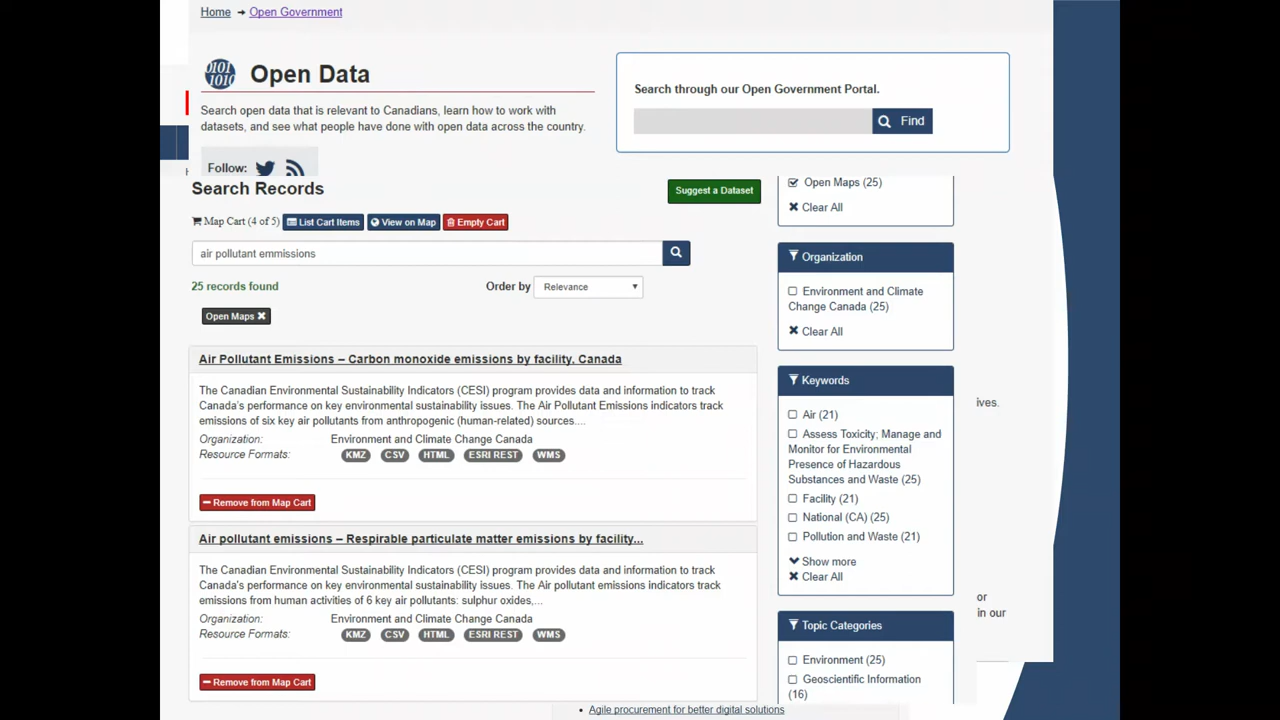 Home → Open Government
Open Data
Search open data that is relevant to Canadians, learn how to work with
datasets, and see what people have done with open data across the country.
Follow:
Search through our Open Government Portal.
Find
Search Records
Suggest a Dataset
Map Cart (4 of 5) List Cart Items View on Map Empty Cart
air pollutant emmissions
25 records found
Order by Relevance
Open Maps
Air Pollutant Emissions – Carbon monoxide emissions by facility, Canada
The Canadian Environmental Sustainability Indicators (CESI) program provides data and information to track
Canada's performance on key environmental sustainability issues. The Air Pollutant Emissions indicators track
emissions of six key air pollutants from anthropogenic (human-related) sources....
Organization: Environment and Climate Change Canada
Resource Formats: KMZ CSV HTML ESRI REST WMS
Remove from Map Cart
Air pollutant emissions – Respirable particulate matter emissions by facility...
The Canadian Environmental Sustainability Indicators (CESI) program provides data and information to track
Canada's performance on key environmental sustainability issues. The Air pollutant emissions indicators track
emissions from human activities of 6 key air pollutants: sulphur oxides,...
Organization: Environment and Climate Change Canada
Resource Formats: KMZ CSV HTML ESRI REST WMS
Remove from Map Cart
Open Maps (25)
Clear All
Organization
Environment and Climate
Change Canada (25)
Clear All
Keywords
Air (21)
Assess Toxicity; Manage and
Monitor for Environmental
Presence of Hazardous
Substances and Waste (25)
Facility (21)
National (CA) (25)
Pollution and Waste (21)
Show more
Clear All
Topic Categories
Environment (25)
Geoscientific Information
(16)
ives.
or
in our
Agile procurement for better digital solutions